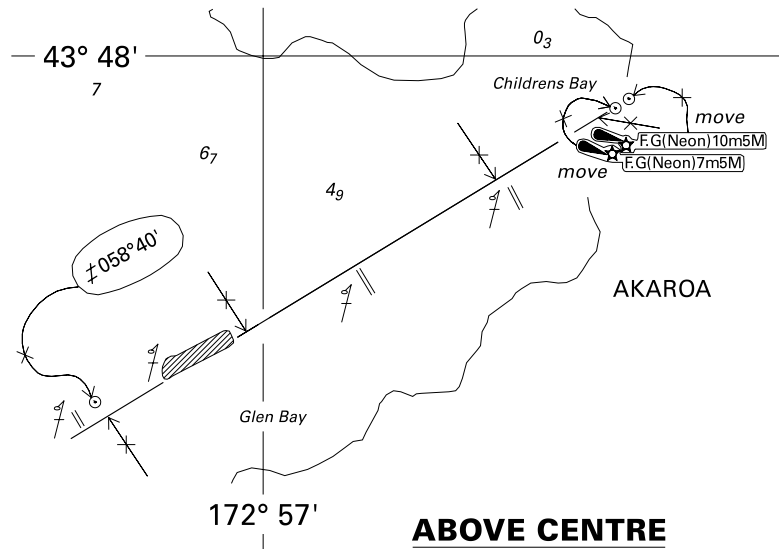 0₃
43° 48'
7
Childrens Bay
move
F.G(Neon)10m5M
F.G(Neon)7m5M
move
6₇
4₉
058°40'
AKAROA
Glen Bay
172° 57'
ABOVE CENTRE